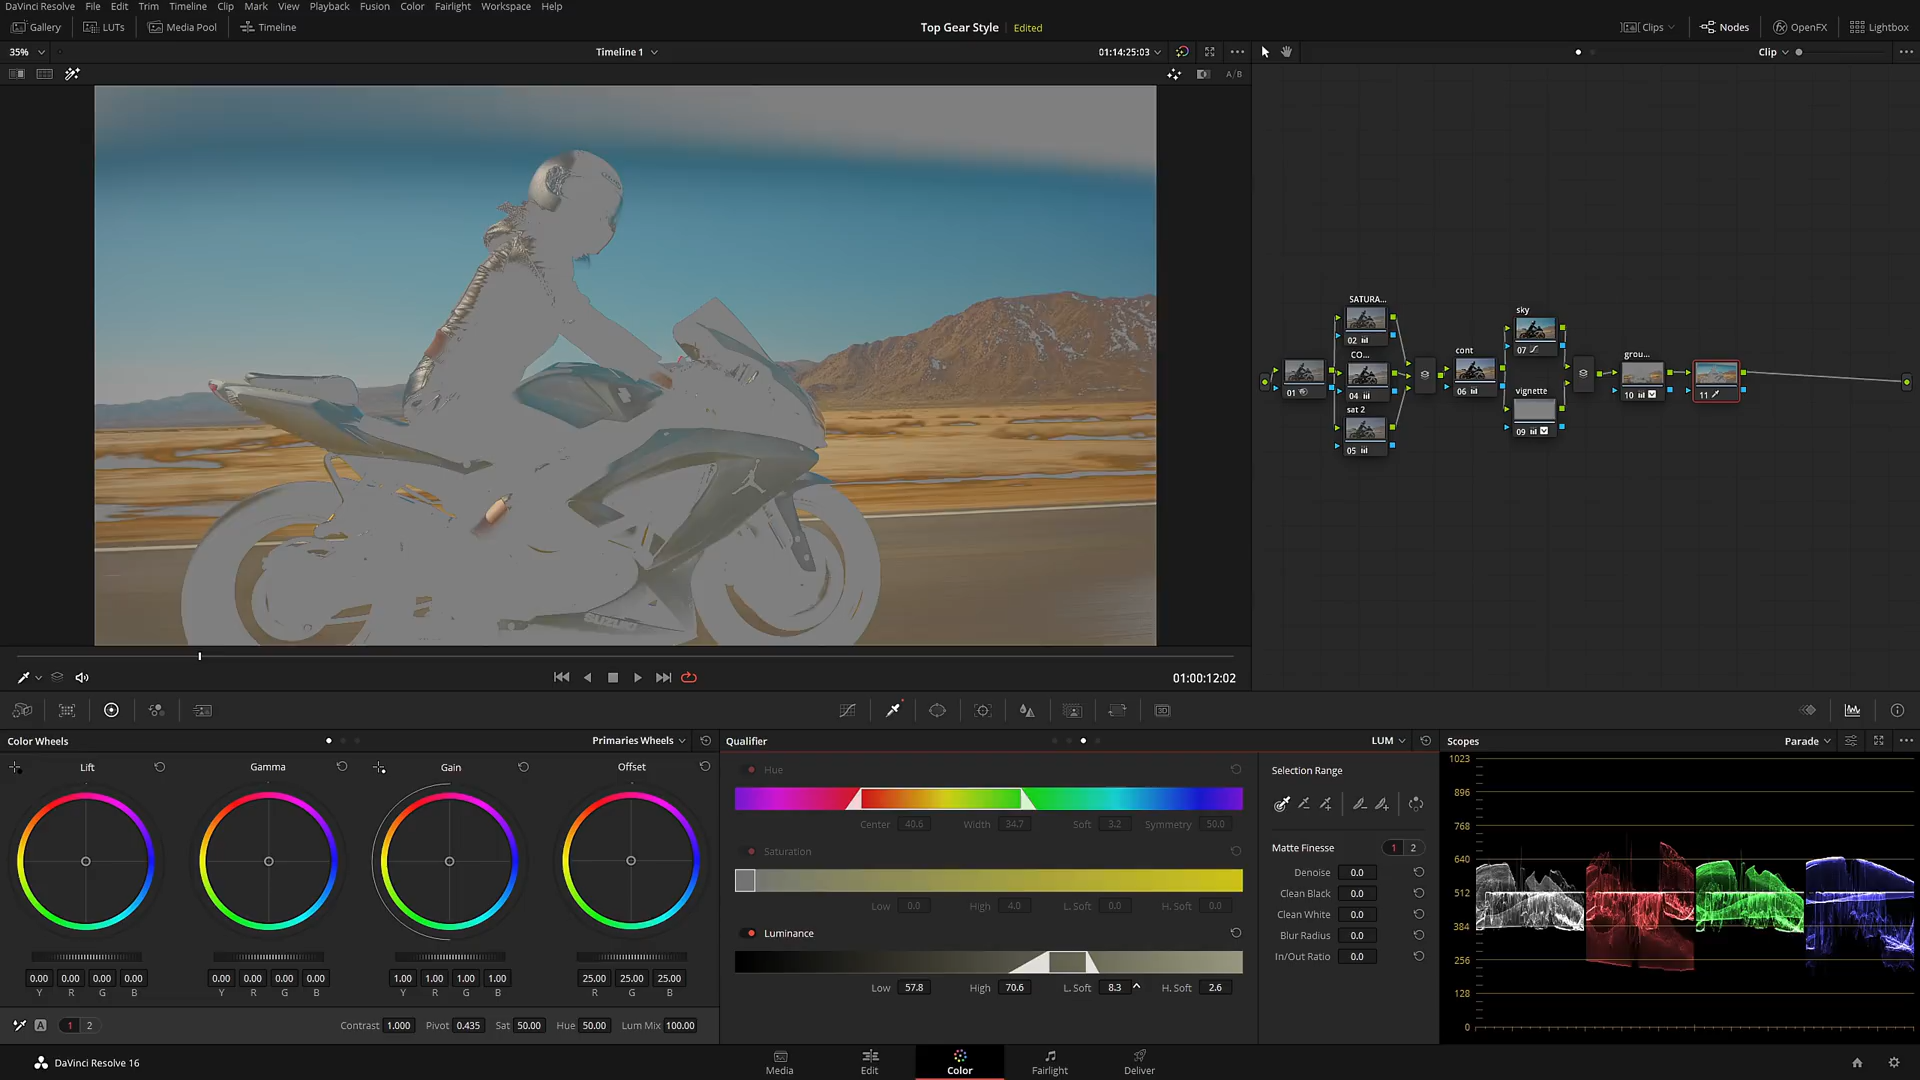 DaVinci Resolve File Edit Trim Timeline Clip Mark View Playback Fusion Color Fairlight Workspace Help
Gallery LUTs Media Pool Timeline Top Gear Style Edited Clips Nodes OpenFX Lightbox
35% Timeline 1 01:14:25:03 Clip
A/B
SATURA...
02
CO...
01
04
sat 2
05
cont
06
sky
07
vignette
09
grou...
10
11
SUZUKI
01:00:12:02
Color Wheels Primaries Wheels Qualifier LUM Scopes Parade
Lift Gamma Gain Offset
0.00 0.00 0.00 0.00 0.00 0.00 0.00 0.00 1.00 1.00 1.00 1.00 25.00 25.00 25.00
Y R G B Y R G B Y R G B R G B
A 1 2 Contrast 1.000 Pivot 0.435 Sat 50.00 Hue 50.00 Lum Mix 100.00
Hue
Center 40.6 Width 34.7 Soft 3.2 Symmetry 50.0
Saturation
Low 0.0 High 4.0 L. Soft 0.0 H. Soft 0.0
Luminance
Low 57.8 High 70.6 L. Soft 8.3 H. Soft 2.6
Selection Range
Matte Finesse 1 2
Denoise 0.0
Clean Black 0.0
Clean White 0.0
Blur Radius 0.0
In/Out Ratio 0.0
1023
896
768
640
512
384
256
128
0
DaVinci Resolve 16 Media Edit Color Fairlight Deliver